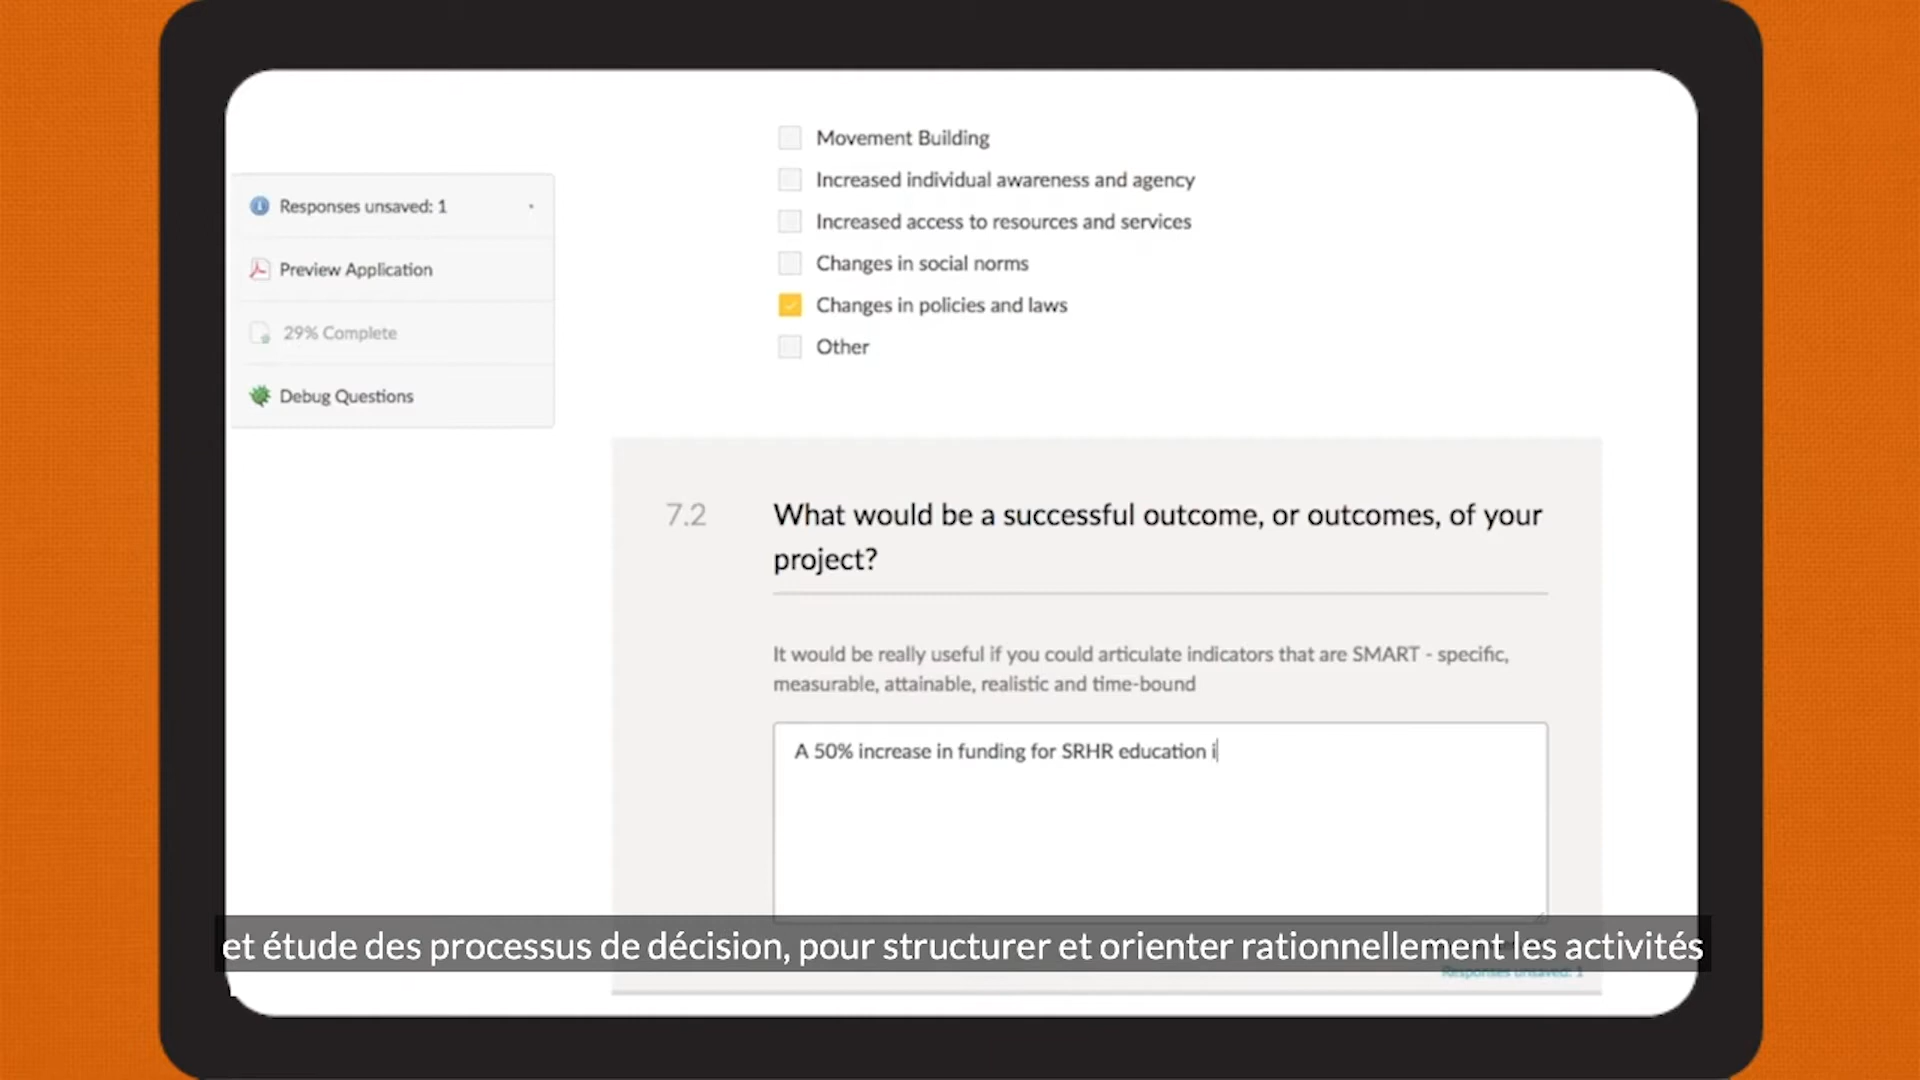 Movement Building
Increased individual awareness and agency
Increased access to resources and services
Changes in social norms
Changes in policies and laws
Other
Responses unsaved: 1
Preview Application
29% Complete
Debug Questions
7.2
What would be a successful outcome, or outcomes, of your
project?
It would be really useful if you could articulate indicators that are SMART - specific,
measurable, attainable, realistic and time-bound
A 50% increase in funding for SRHR education i
et étude des processus de décision, pour structurer et orienter rationnellement les activités
Responses unsaved: 1